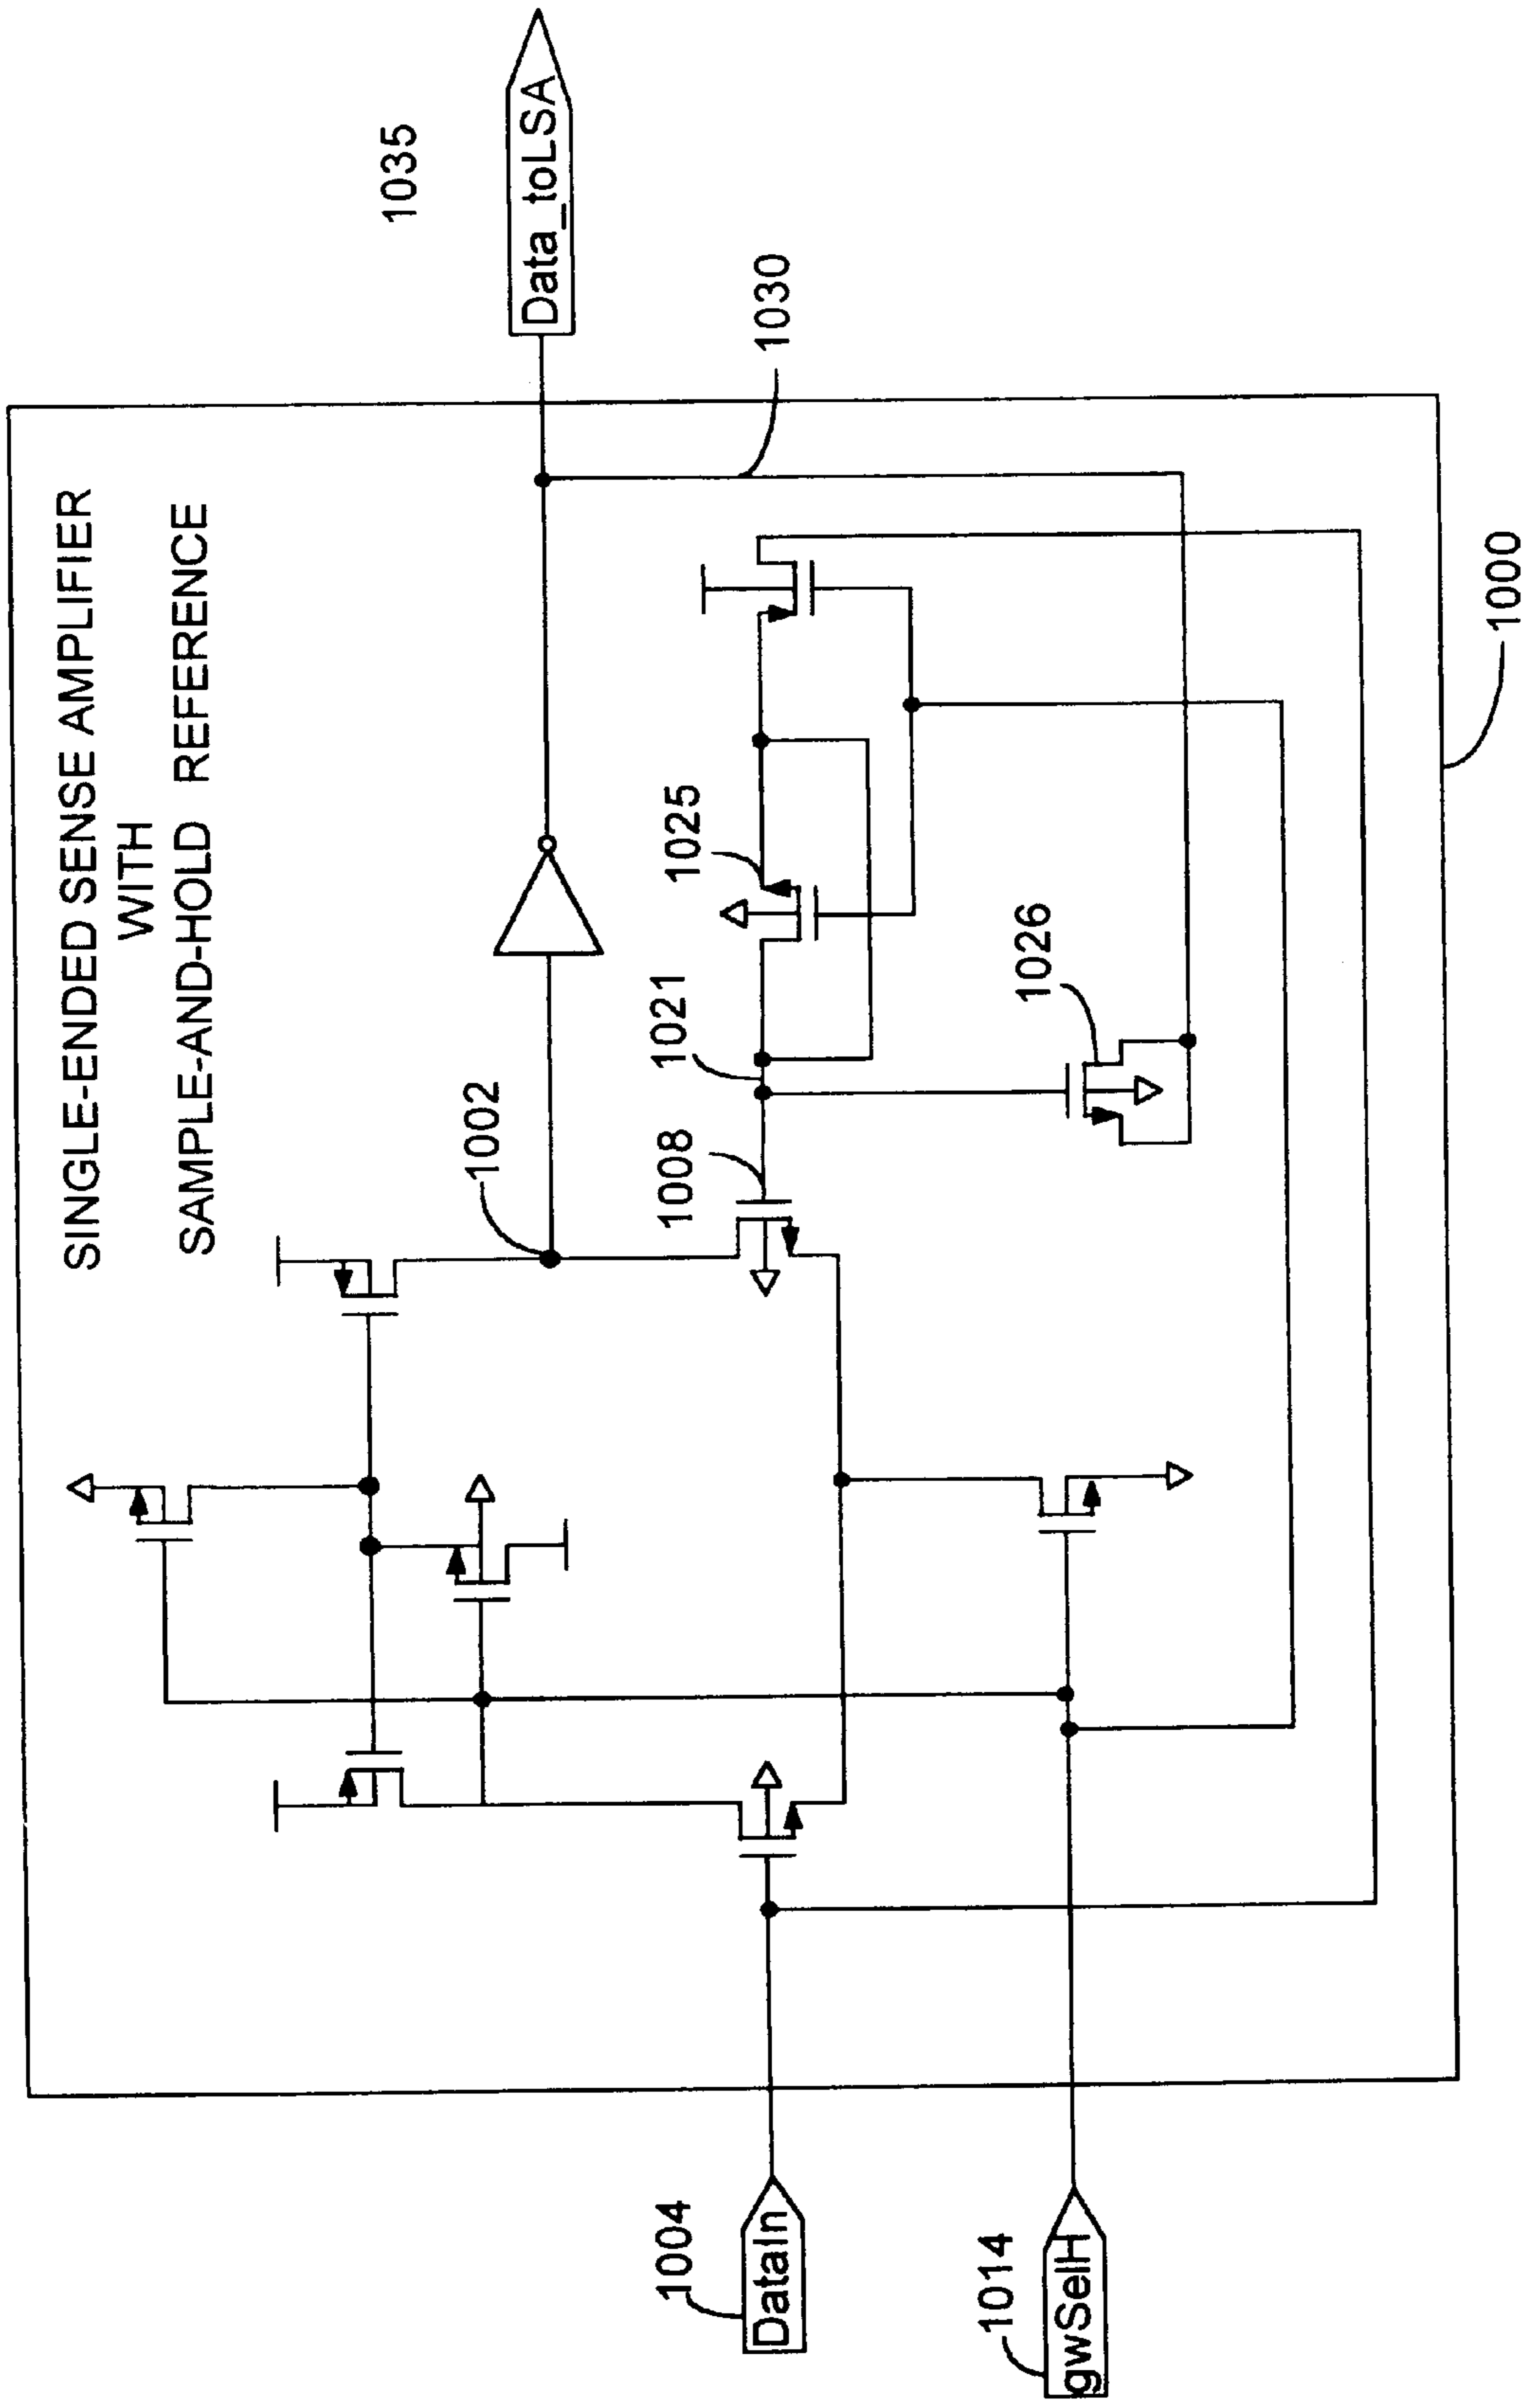 SINGLE-ENDED SENSE AMPLIFIER
WITH
SAMPLE-AND-HOLD REFERENCE
1035
Data_toLSA
1030
1002
1025
1021
1008
1026
1004
DataIn
1014
gwSelH
1000